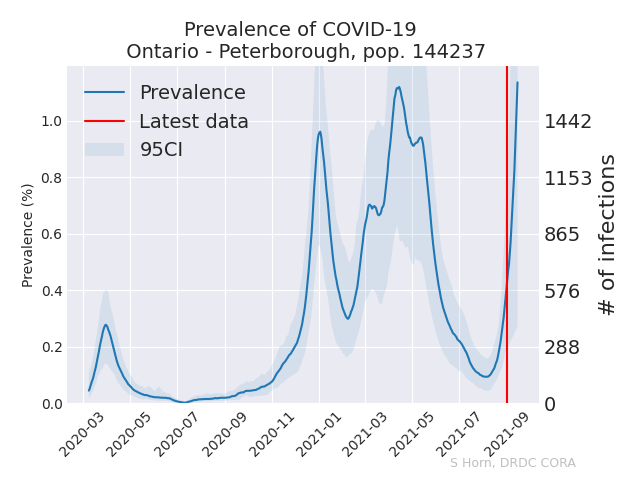 Prevalence of COVID-19
Ontario - Peterborough, pop. 144237
Prevalence
Latest data
95CI
Prevalence (%)
1.0
0.8
0.6
0.4
0.2
0.0
1442
1153
865
576
288
0
# of infections
2020-03
2020-05
2020-07
2020-09
2020-11
2021-01
2021-03
2021-05
2021-07
2021-09
S Horn, DRDC CORA